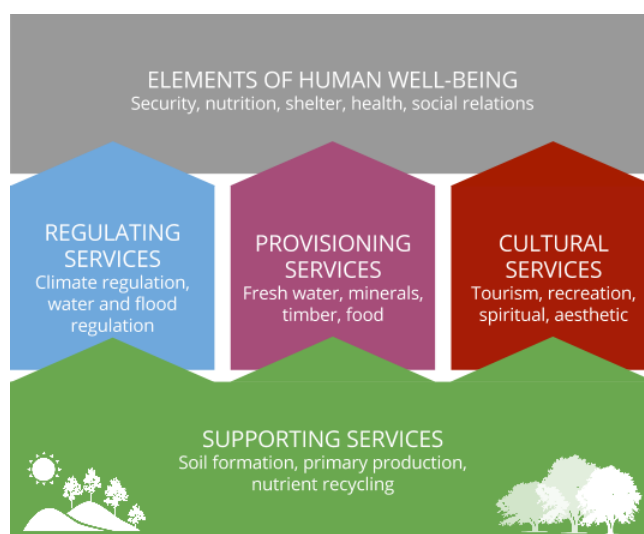 ELEMENTS OF HUMAN WELL-BEING
Security, nutrition, shelter, health, social relations
REGULATING
SERVICES
Climate regulation,
water and flood
regulation
PROVISIONING
SERVICES
Fresh water, minerals,
timber, food
CULTURAL
SERVICES
Tourism, recreation,
spiritual, aesthetic
SUPPORTING SERVICES
Soil formation, primary production,
nutrient recycling